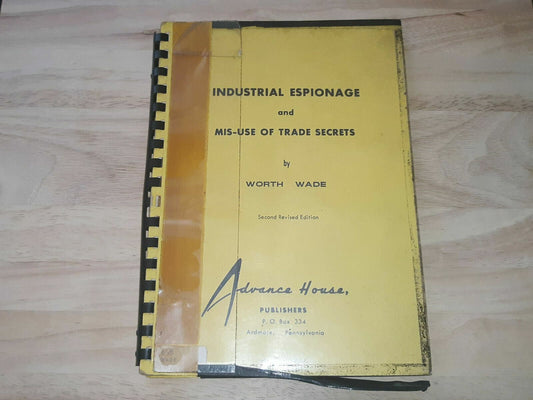 INDUSTRIAL ESPIONAGE
and
MIS-USE OF TRADE SECRETS
by
WORTH WADE
Second Revised Edition
Advance House,
PUBLISHERS
P. O. Box 334
Ardmore, Pennsylvania